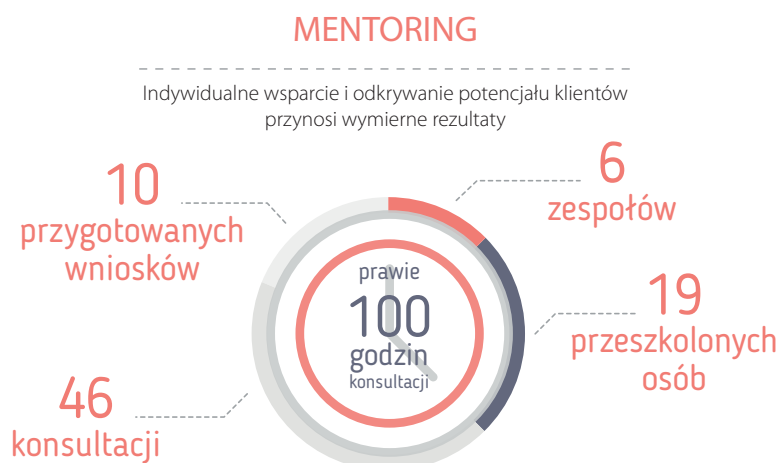 MENTORING
Indywidualne wsparcie i odkrywanie potencjału klientów
przynosi wymierne rezultaty
10
przygotowanych
wniosków
6
zespołów
prawie
100
godzin
konsultacji
19
przeszkolonych
osób
46
konsultacji